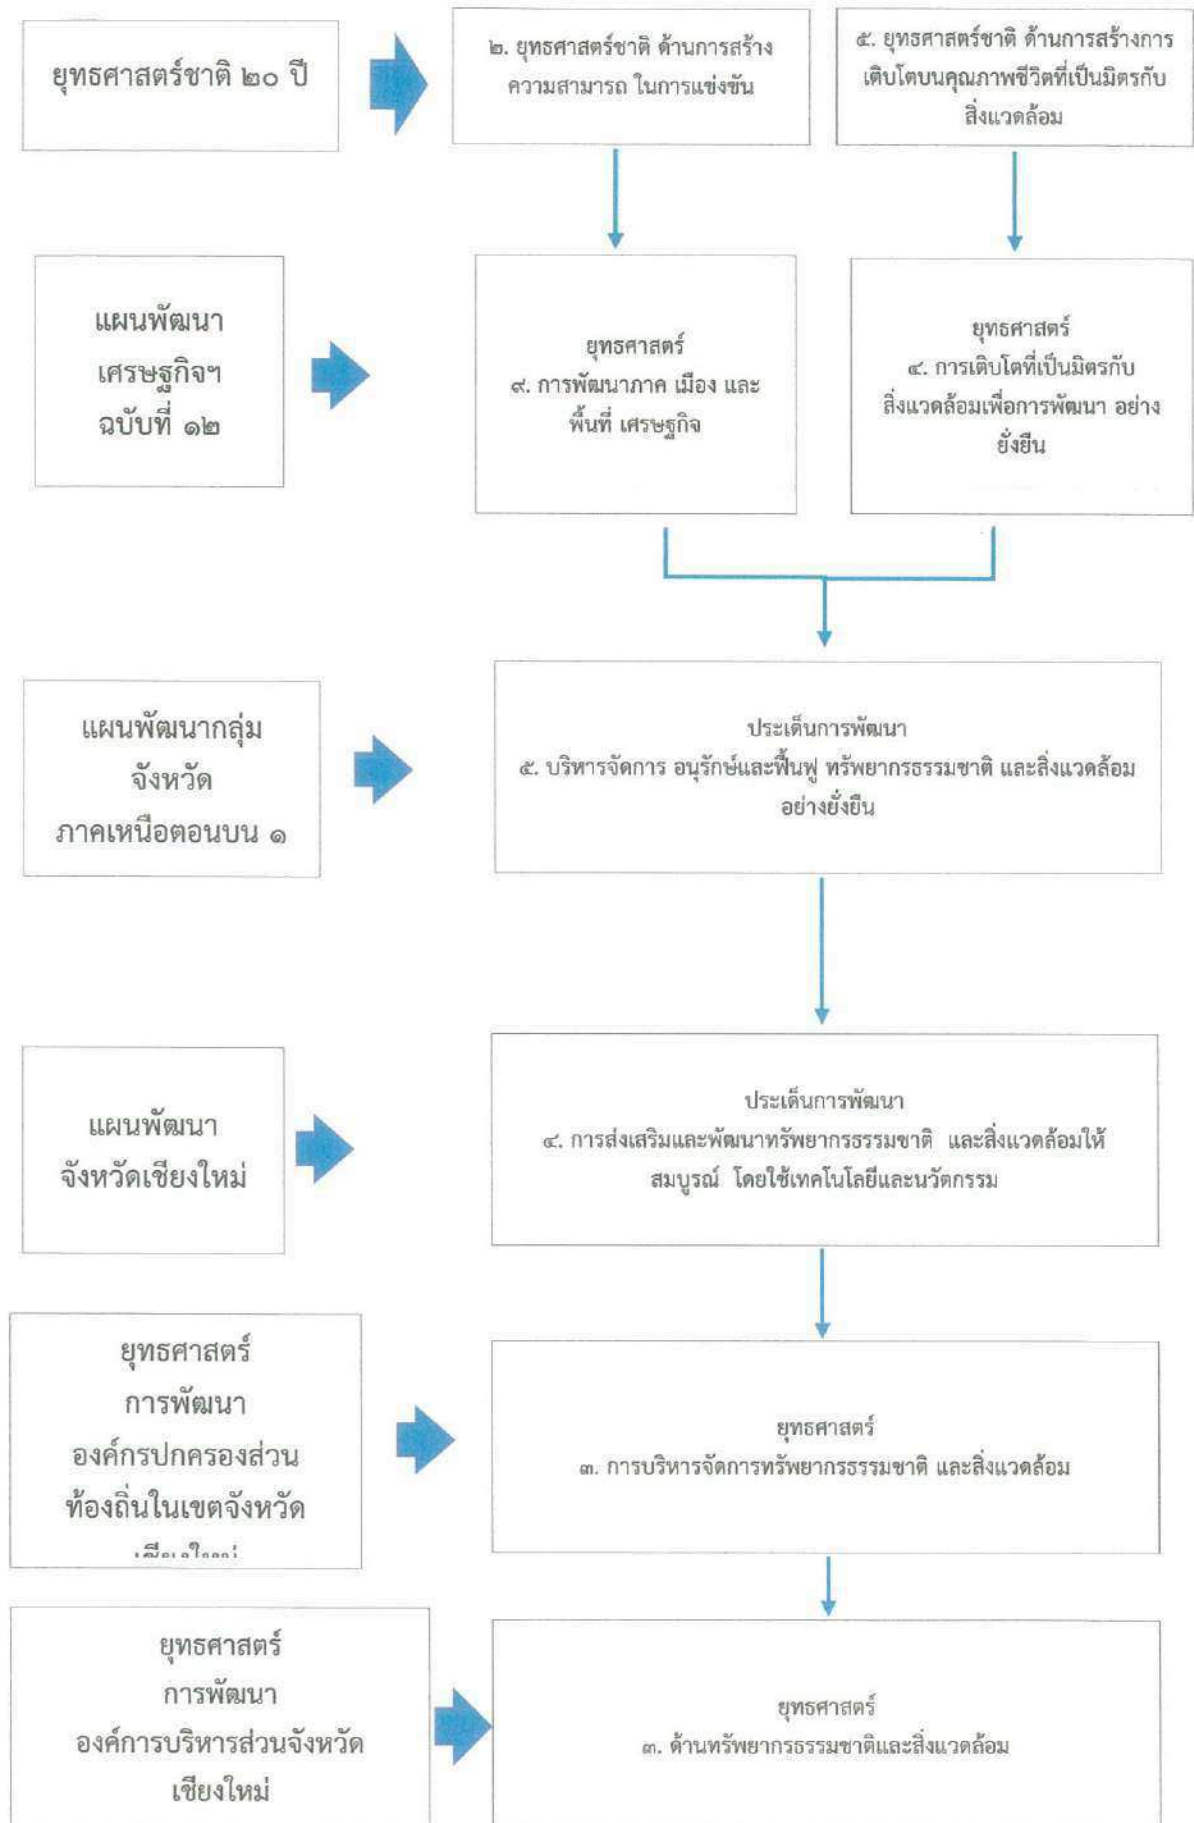 ยุทธศาสตร์ชาติ ๒๐ ปี
๒. ยุทธศาสตร์ชาติ ด้านการสร้าง
ความสามารถ ในการแข่งขัน
๕. ยุทธศาสตร์ชาติ ด้านการสร้างการ
เติบโตบนคุณภาพชีวิตที่เป็นมิตรกับ
สิ่งแวดล้อม
แผนพัฒนา
เศรษฐกิจฯ
ฉบับที่ ๑๒
ยุทธศาสตร์
๙. การพัฒนาภาค เมือง และ
พื้นที่ เศรษฐกิจ
ยุทธศาสตร์
๔. การเติบโตที่เป็นมิตรกับ
สิ่งแวดล้อมเพื่อการพัฒนา อย่าง
ยั่งยืน
แผนพัฒนากลุ่ม
จังหวัด
ภาคเหนือตอนบน ๑
ประเด็นการพัฒนา
๕. บริหารจัดการ อนุรักษ์และฟื้นฟู ทรัพยากรธรรมชาติ และสิ่งแวดล้อม
อย่างยั่งยืน
แผนพัฒนา
จังหวัดเชียงใหม่
ประเด็นการพัฒนา
๔. การส่งเสริมและพัฒนาทรัพยากรธรรมชาติ และสิ่งแวดล้อมให้
สมบูรณ์ โดยใช้เทคโนโลยีและนวัตกรรม
ยุทธศาสตร์
การพัฒนา
องค์กรปกครองส่วน
ท้องถิ่นในเขตจังหวัด
เชียงใหม่
ยุทธศาสตร์
๓. การบริหารจัดการทรัพยากรธรรมชาติ และสิ่งแวดล้อม
ยุทธศาสตร์
การพัฒนา
องค์การบริหารส่วนจังหวัด
เชียงใหม่
ยุทธศาสตร์
๓. ด้านทรัพยากรธรรมชาติและสิ่งแวดล้อม